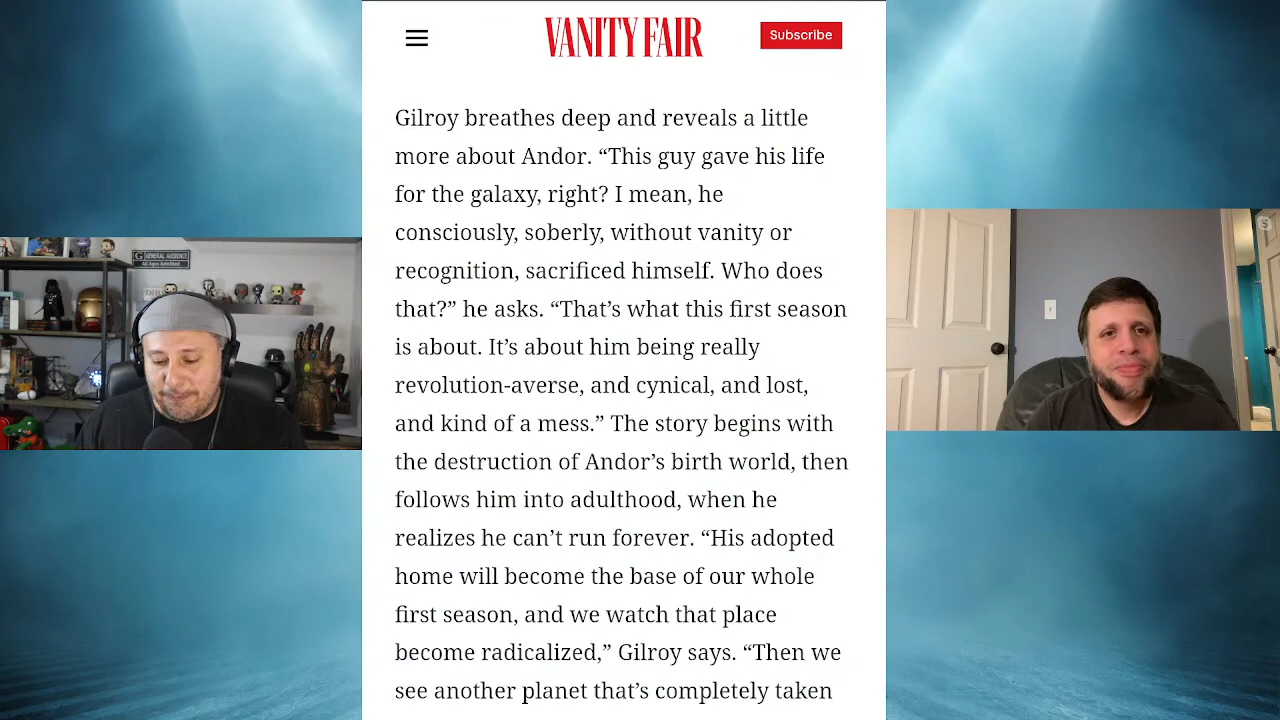 VANITY FAIR
Subscribe
Gilroy breathes deep and reveals a little
more about Andor. “This guy gave his life
for the galaxy, right? I mean, he
consciously, soberly, without vanity or
recognition, sacrificed himself. Who does
that?” he asks. “That’s what this first season
is about. It’s about him being really
revolution-averse, and cynical, and lost,
and kind of a mess.” The story begins with
the destruction of Andor’s birth world, then
follows him into adulthood, when he
realizes he can’t run forever. “His adopted
home will become the base of our whole
first season, and we watch that place
become radicalized,” Gilroy says. “Then we
see another planet that’s completely taken
G GENERAL AUDIENCE
All Ages Admitted
S